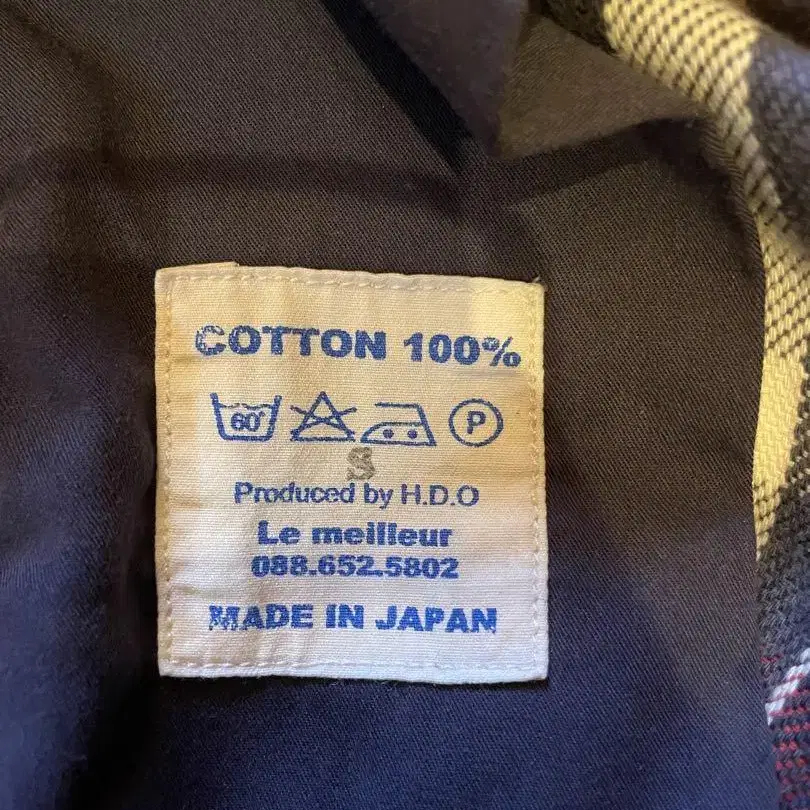 COTTON 100%
60° P
S
Produced by H.D.O
Le meilleur
088.652.5802
MADE IN JAPAN